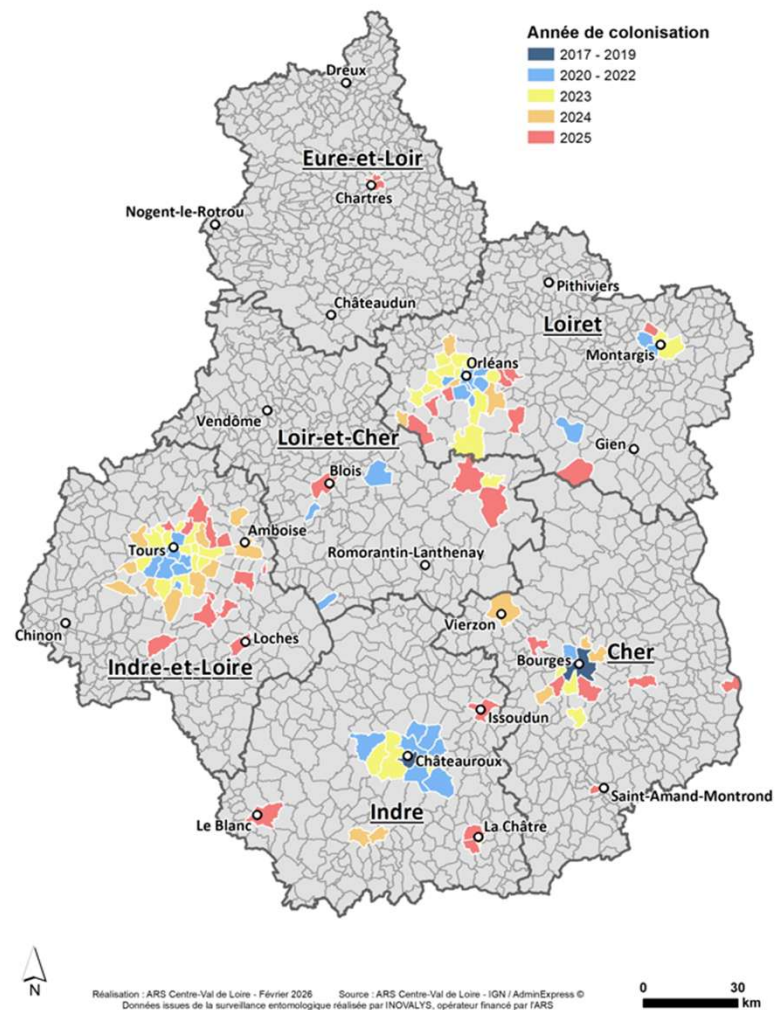 Année de colonisation
2017 - 2019
2020 - 2022
2023
2024
2025
Dreux
Eure-et-Loir
Chartres
Nogent-le-Rotrou
Pithiviers
Châteaudun
Loiret
Montargis
Orléans
Vendôme
Loir-et-Cher
Gien
Blois
Amboise
Tours
Romorantin-Lanthenay
Chinon
Vierzon
Loches
Bourges
Cher
Indre-et-Loire
Issoudun
Châteauroux
Saint-Amand-Montrond
Indre
Le Blanc
La Châtre
N
Réalisation : ARS Centre-Val de Loire - Février 2026 Source : ARS Centre-Val de Loire - IGN / AdminExpress ©
Données issues de la surveillance entomologique réalisée par INOVALYS, opérateur financé par l'ARS
0 30
km